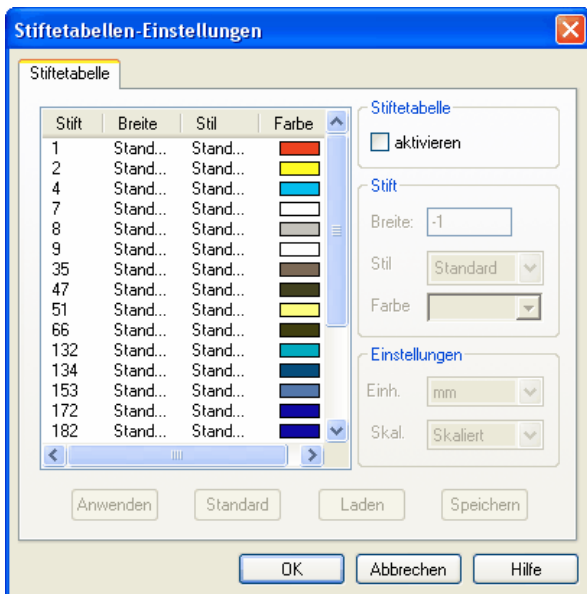 Stiftetabellen-Einstellungen
Stiftetabelle
Stift Breite Stil Farbe
1 Stand... Stand...
2 Stand... Stand...
4 Stand... Stand...
7 Stand... Stand...
8 Stand... Stand...
9 Stand... Stand...
35 Stand... Stand...
47 Stand... Stand...
51 Stand... Stand...
66 Stand... Stand...
132 Stand... Stand...
134 Stand... Stand...
153 Stand... Stand...
172 Stand... Stand...
182 Stand... Stand...
Stiftetabelle
aktivieren
Stift
Breite: -1
Stil Standard
Farbe
Einstellungen
Einh. mm
Skal. Skaliert
Anwenden Standard Laden Speichern
OK Abbrechen Hilfe